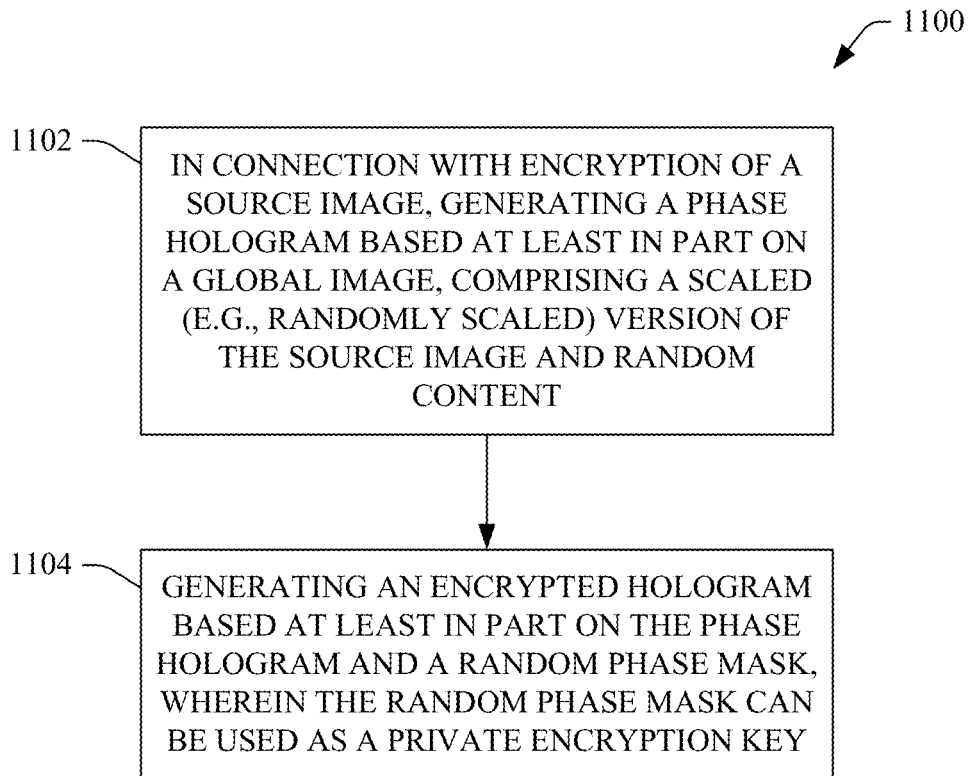 1100
1102
IN CONNECTION WITH ENCRYPTION OF A
SOURCE IMAGE, GENERATING A PHASE
HOLOGRAM BASED AT LEAST IN PART ON
A GLOBAL IMAGE, COMPRISING A SCALED
(E.G., RANDOMLY SCALED) VERSION OF
THE SOURCE IMAGE AND RANDOM
CONTENT
1104
GENERATING AN ENCRYPTED HOLOGRAM
BASED AT LEAST IN PART ON THE PHASE
HOLOGRAM AND A RANDOM PHASE MASK,
WHEREIN THE RANDOM PHASE MASK CAN
BE USED AS A PRIVATE ENCRYPTION KEY